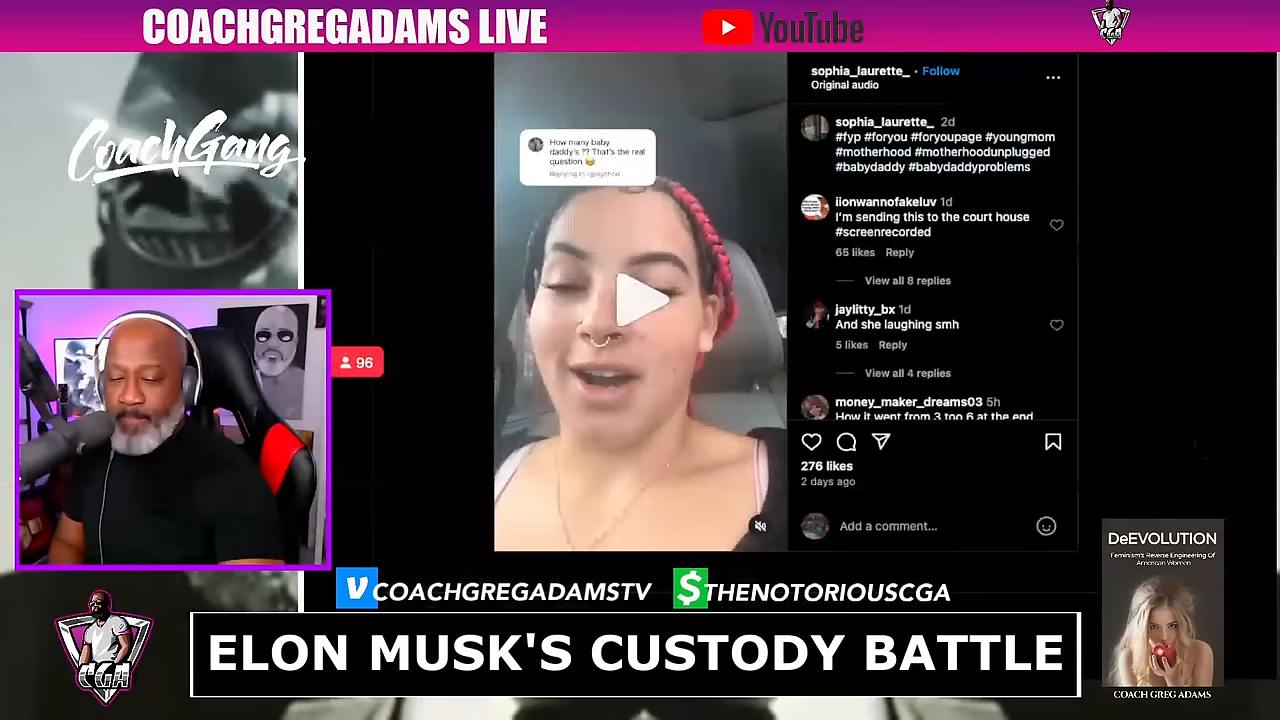 COACHGREGADAMS LIVE
YouTube
CoachGang
sophia_laurette_ · Follow
Original audio
How many baby
daddy's ?? That's the real
question 😂
sophia_laurette_ 2d
#fyp #foryou #foryoupage #youngmom
#motherhood #motherhoodunplugged
#babydaddy #babydaddyproblems
iionwannofakeluv 1d
I'm sending this to the court house
#screenrecorded
65 likes Reply
View all 8 replies
jaylitty_bx 1d
And she laughing smh
5 likes Reply
View all 4 replies
money_maker_dreams03 5h
How it went from 3 too 6 at the end
276 likes
2 days ago
Add a comment...
96
COACHGREGADAMSTV
$THENOTORIOUSCGA
CGA
ELON MUSK'S CUSTODY BATTLE
DeEVOLUTION
Feminism's Reverse Engineering Of
American Women
COACH GREG ADAMS